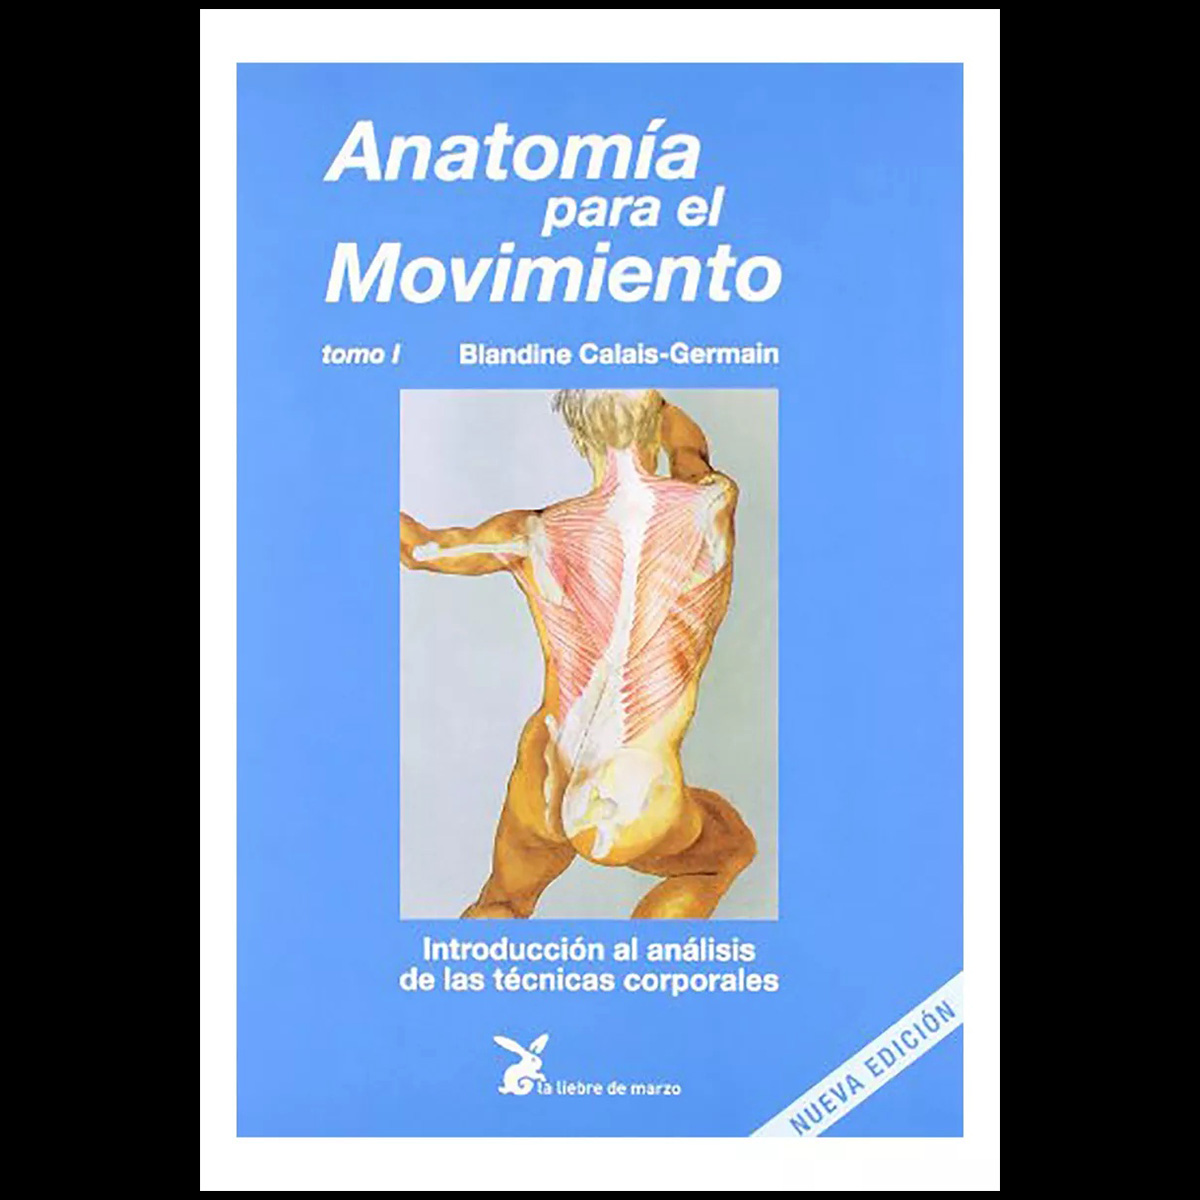 Anatomía
para el
Movimiento
tomo I Blandine Calais-Germain
Introducción al análisis
de las técnicas corporales
la liebre de marzo
NUEVA EDICIÓN